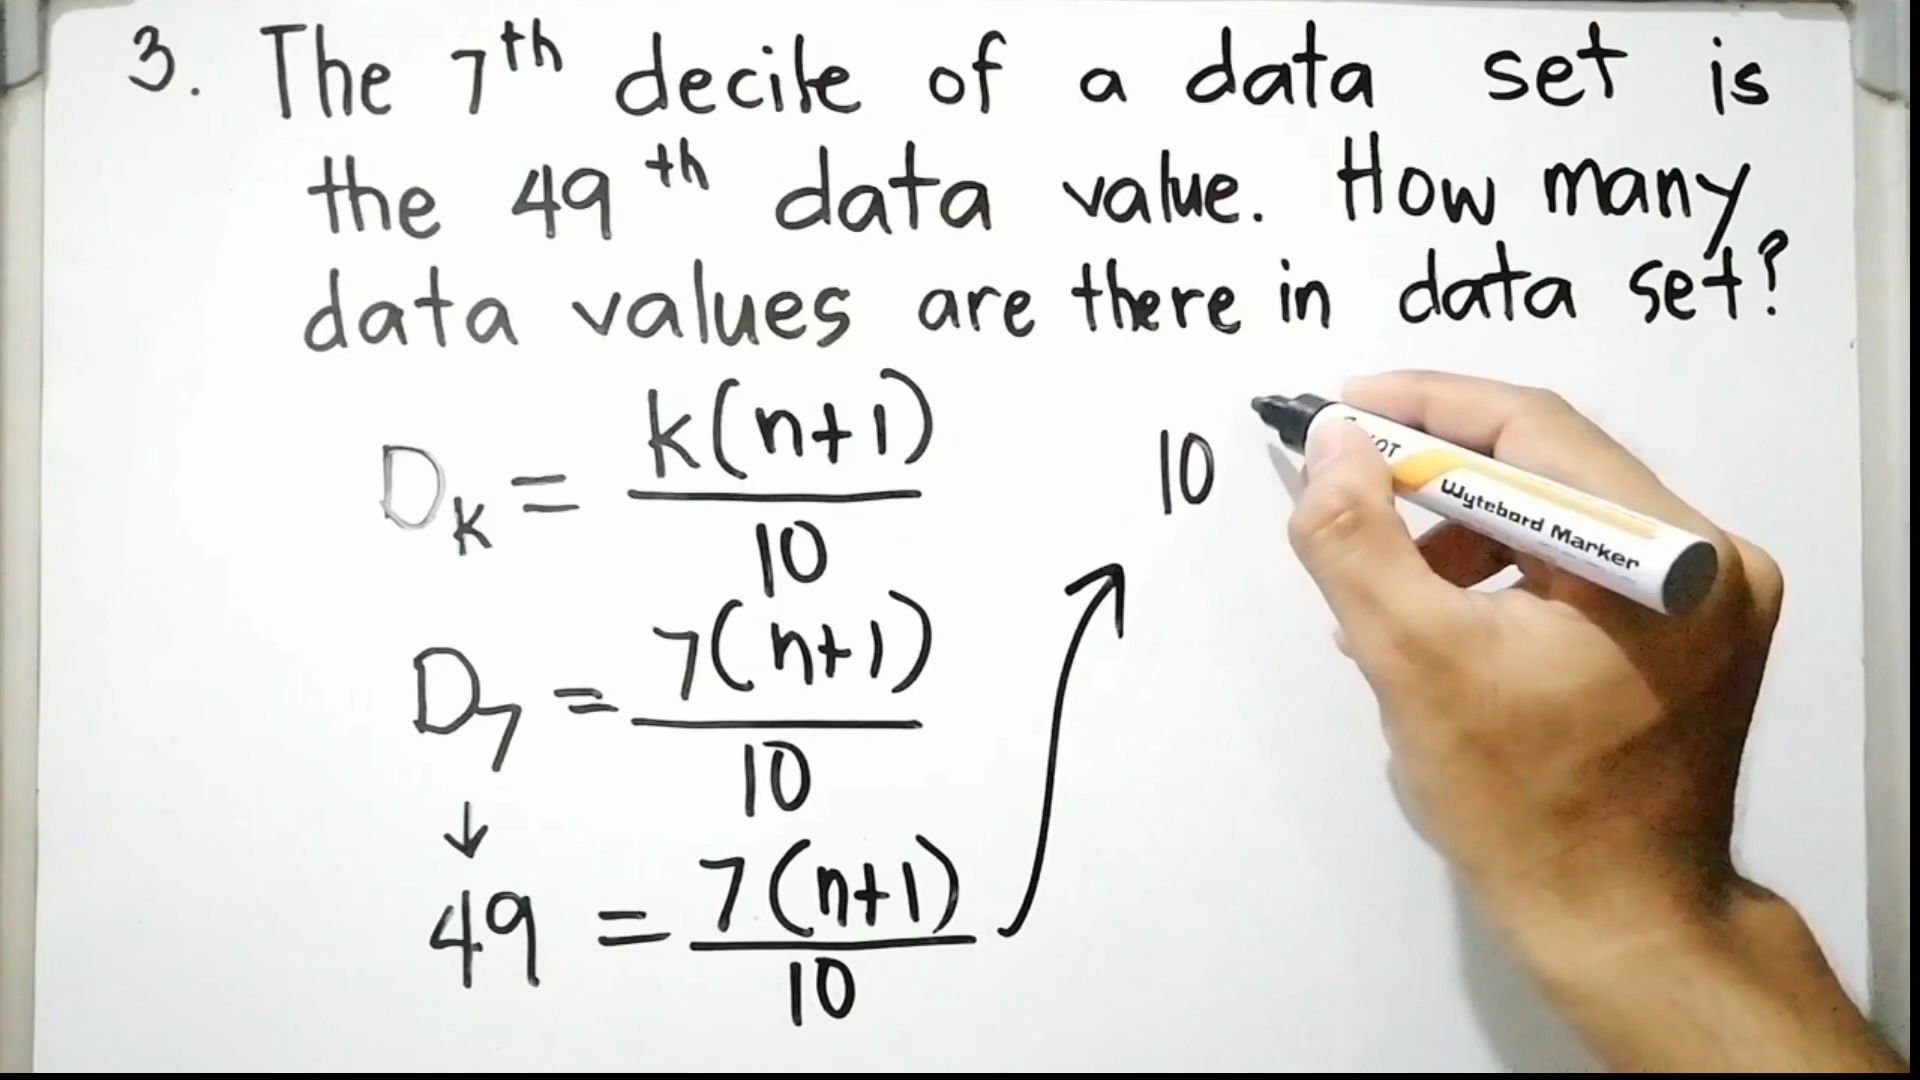 3. The 7th decile of a data set is
the 49th data value. How many
data values are there in data set?
Dk = k(n+1)
10
D7 = 7(n+1)
10
↓
49 = 7(n+1)
10
10
Wytebord Marker